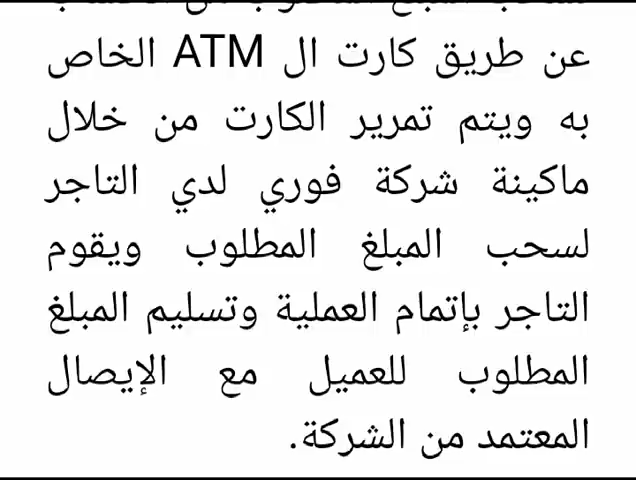 عن طريق كارت ال ATM الخاص
به ويتم تمرير الكارت من خلال
ماكينة شركة فوري لدي التاجر
لسحب المبلغ المطلوب ويقوم
التاجر بإتمام العملية وتسليم المبلغ
المطلوب للعميل مع الإيصال
المعتمد من الشركة.